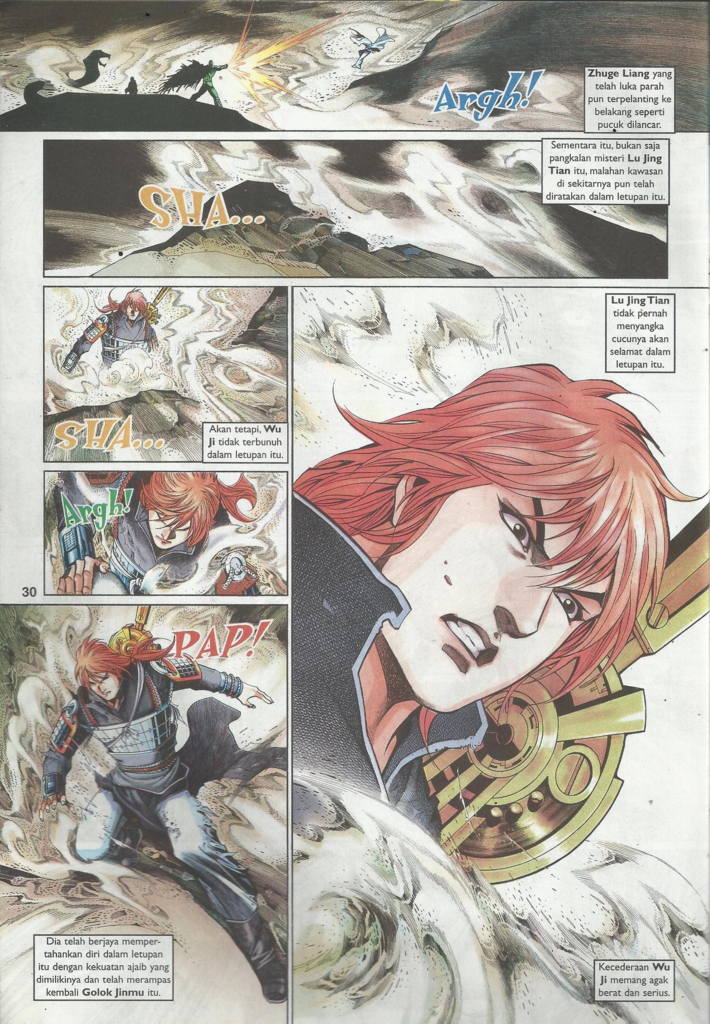 Zhuge Liang yang
telah luka parah
pun terpelanting ke
belakang seperti
pucuk dilancar.
Argh!
Sementara itu, bukan saja
pangkalan misteri Lu Jing
Tian itu, malahan kawasan
di sekitarnya pun telah
diratakan dalam letupan itu.
SHA...
Lu Jing Tian
tidak pernah
menyangka
cucunya akan
selamat dalam
letupan itu.
SHA...
Akan tetapi, Wu
Ji tidak terbunuh
dalam letupan itu.
Argh!
30
PAP!
Dia telah berjaya memper-
tahankan diri dalam letupan
itu dengan kekuatan ajaib yang
dimilikinya dan telah merampas
kembali Golok Jinmu itu.
Kecederaan Wu
Ji memang agak
berat dan serius.